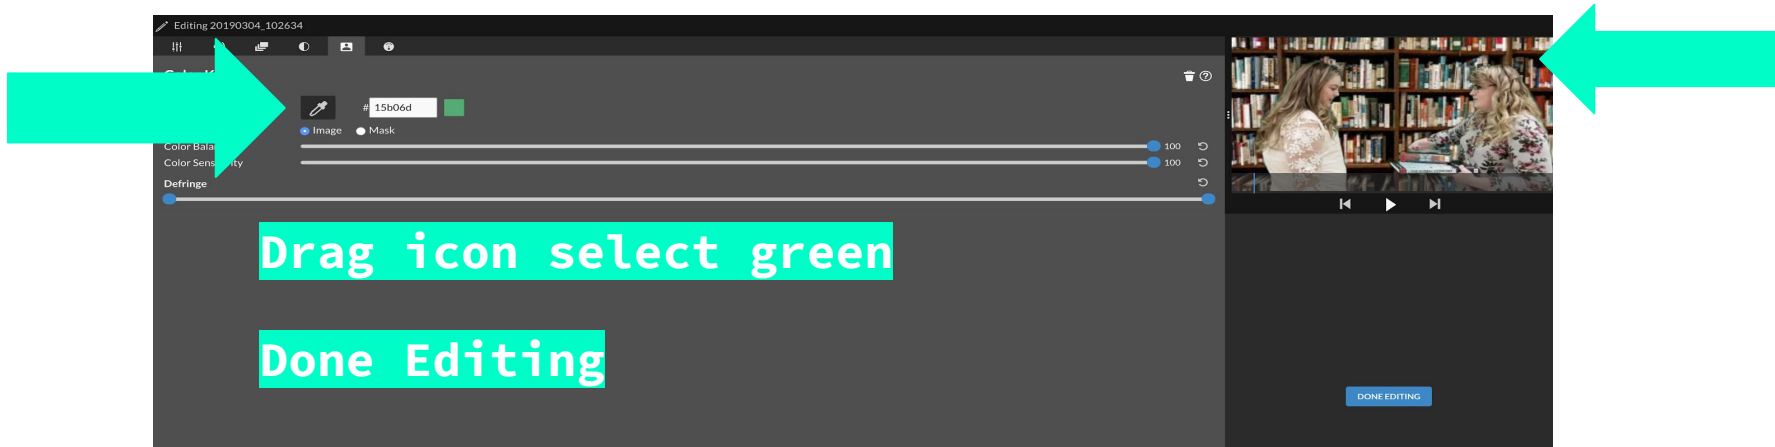 Editing 20190304_102634
# 15b06d
Image Mask
Color Bala
100
Color Sens ity
100
Defringe
Drag icon select green
Done Editing
DONE EDITING